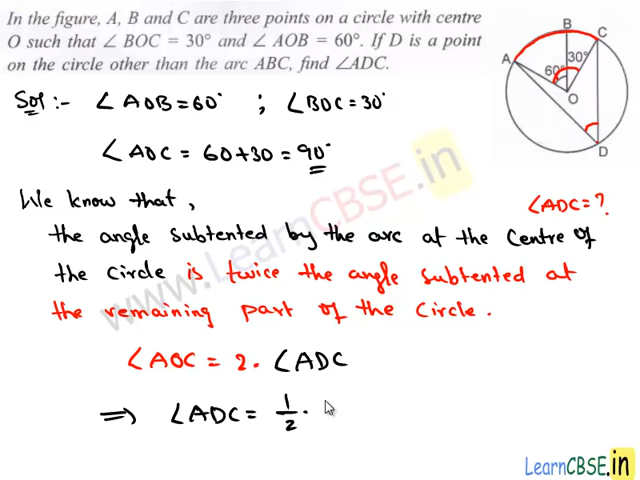 In the figure, A, B and C are three points on a circle with centre
O such that ∠ BOC = 30° and ∠ AOB = 60°. If D is a point
on the circle other than the arc ABC, find ∠ADC.
B
C
A
60°
30°
O
D
Sol :- ∠AOB = 60° ; ∠BOC = 30°
∠AOC = 60 + 30 = 90°
We know that,
∠ADC = ?
the angle subtented by the arc at the centre of
the circle is twice the angle subtented at
the remaining part of the circle.
∠AOC = 2. ∠ADC
⇒ ∠ADC = 1/2 .
www.LearnCBSE.in
LearnCBSE.in